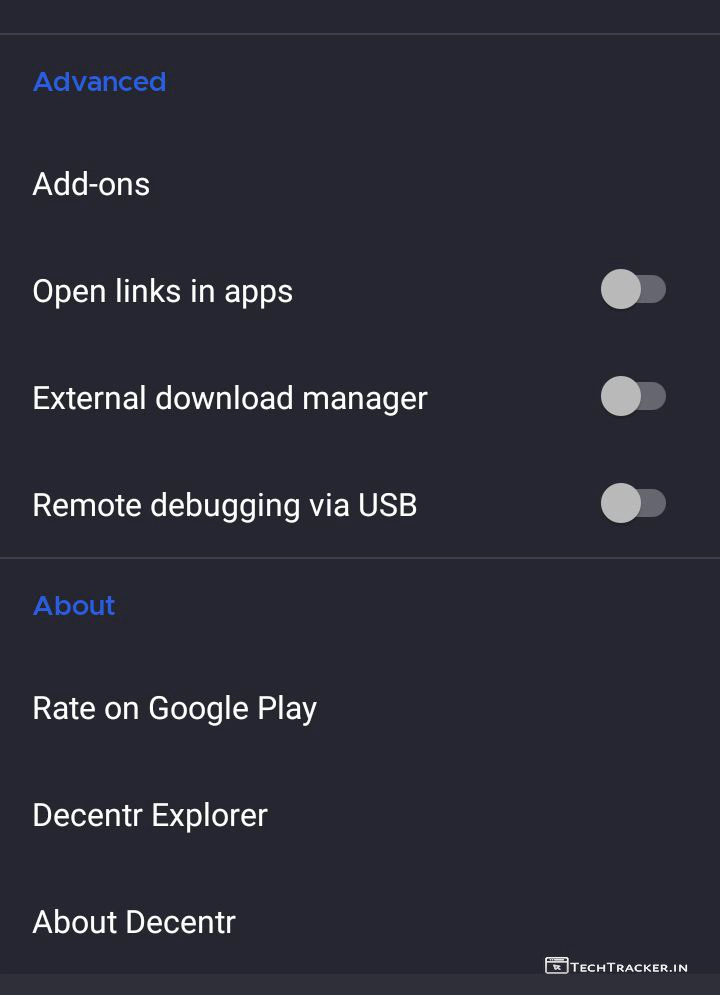 Advanced
Add-ons
Open links in apps
External download manager
Remote debugging via USB
About
Rate on Google Play
Decentr Explorer
About Decentr
TECHTRACKER.IN